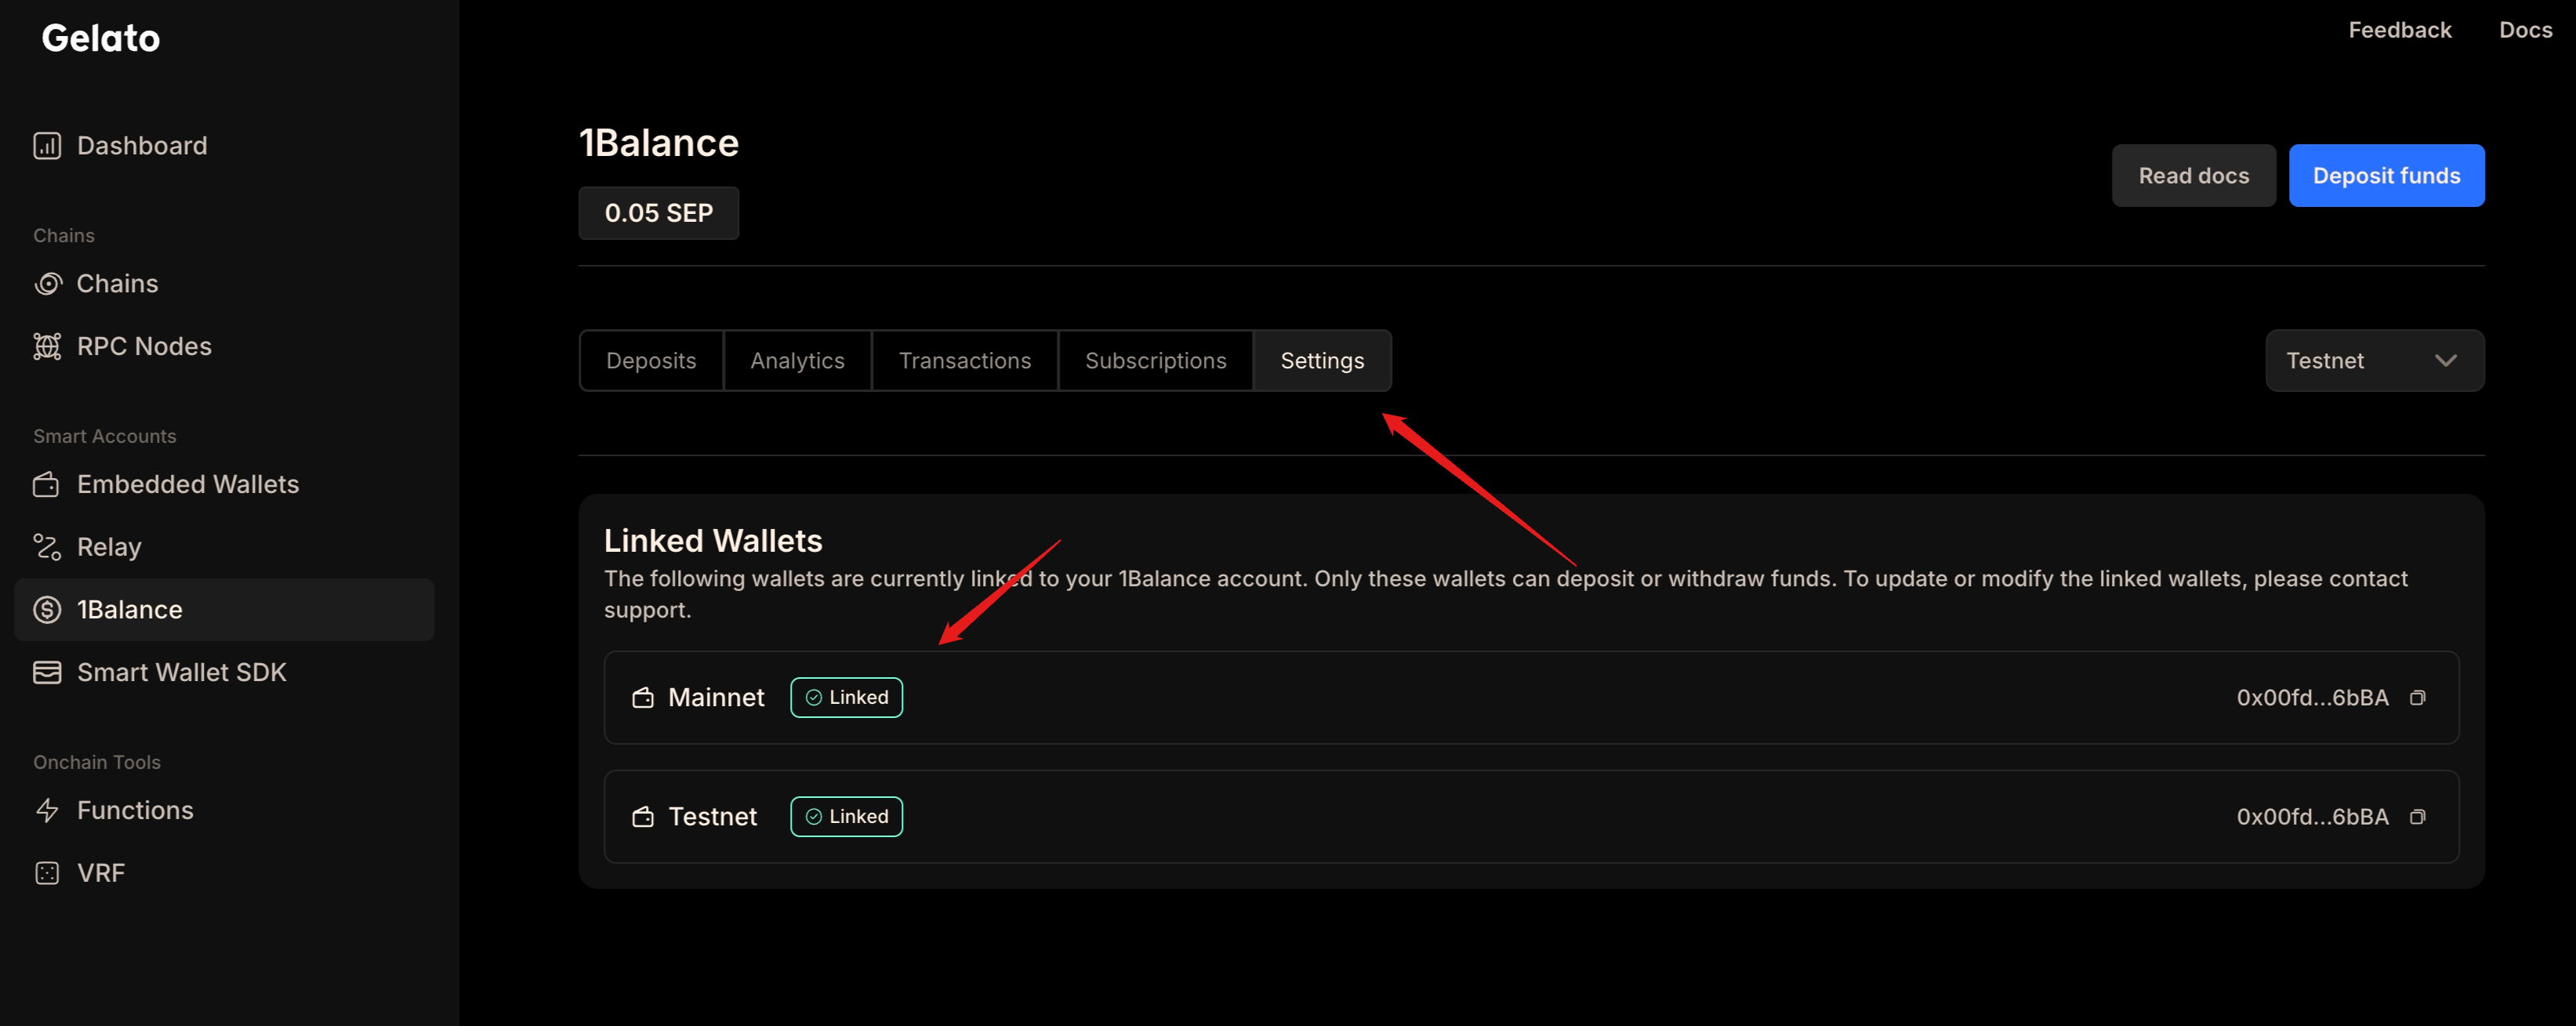 Gelato
Feedback
Docs
Dashboard
Chains
Chains
RPC Nodes
Smart Accounts
Embedded Wallets
Relay
1Balance
Smart Wallet SDK
Onchain Tools
Functions
VRF
1Balance
0.05 SEP
Read docs
Deposit funds
Deposits
Analytics
Transactions
Subscriptions
Settings
Testnet
Linked Wallets
The following wallets are currently linked to your 1Balance account. Only these wallets can deposit or withdraw funds. To update or modify the linked wallets, please contact
support.
Mainnet
Linked
0x00fd...6bBA
Testnet
Linked
0x00fd...6bBA